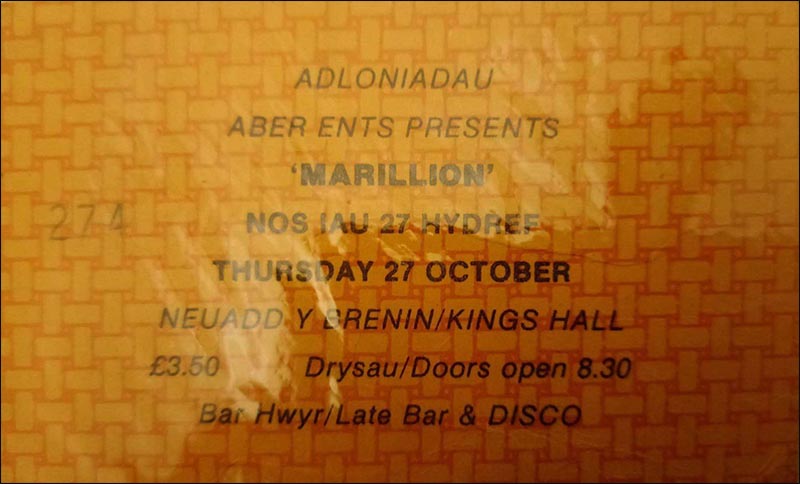 ADLONIADAU
ABER ENTS PRESENTS
'MARILLION'
274
NOS IAU 27 HYDREF
THURSDAY 27 OCTOBER
NEUADD Y BRENIN/KINGS HALL
£3.50 Drysau/Doors open 8.30
Bar Hwyr/Late Bar & DISCO